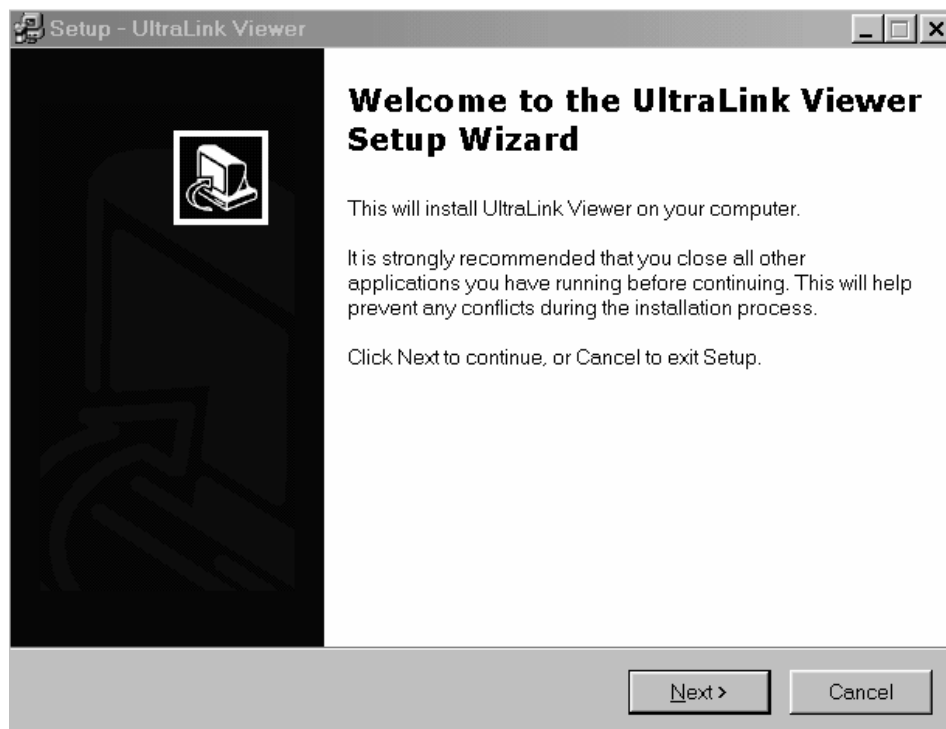 Setup - UltraLink Viewer
Welcome to the UltraLink Viewer
Setup Wizard
This will install UltraLink Viewer on your computer.
It is strongly recommended that you close all other
applications you have running before continuing. This will help
prevent any conflicts during the installation process.
Click Next to continue, or Cancel to exit Setup.
Next >
Cancel